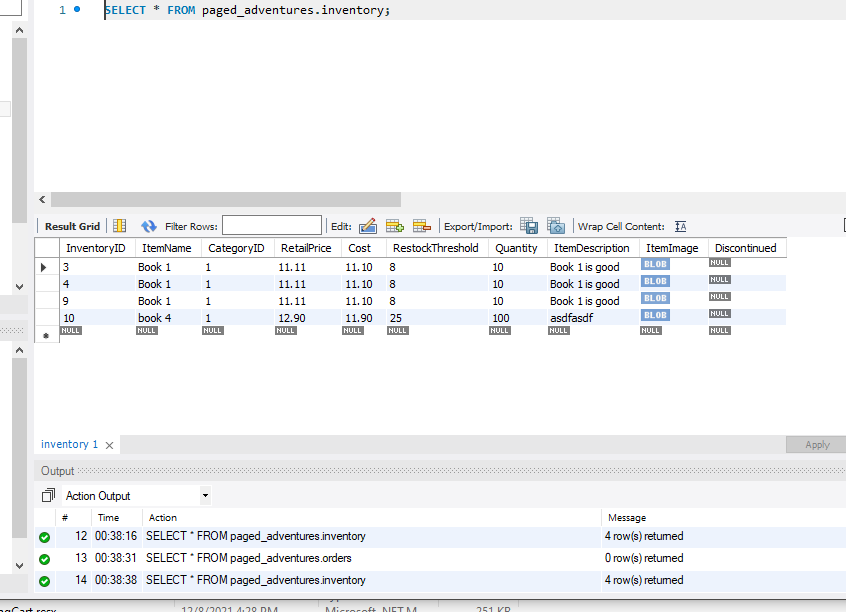 1 SELECT * FROM paged_adventures.inventory;
Result Grid Filter Rows: Edit: Export/Import: Wrap Cell Content:
InventoryID ItemName CategoryID RetailPrice Cost RestockThreshold Quantity ItemDescription ItemImage Discontinued
3 Book 1 1 11.11 11.10 8 10 Book 1 is good BLOB NULL
4 Book 1 1 11.11 11.10 8 10 Book 1 is good BLOB NULL
9 Book 1 1 11.11 11.10 8 10 Book 1 is good BLOB NULL
10 book 4 1 12.90 11.90 25 100 asdfasdf BLOB NULL
NULL NULL NULL NULL NULL NULL NULL NULL NULL NULL
inventory 1 Apply
Output
Action Output
# Time Action Message
12 00:38:16 SELECT * FROM paged_adventures.inventory 4 row(s) returned
13 00:38:31 SELECT * FROM paged_adventures.orders 0 row(s) returned
14 00:38:38 SELECT * FROM paged_adventures.inventory 4 row(s) returned
12/8/2021 4:28 PM Microsoft .NET M 251 KB